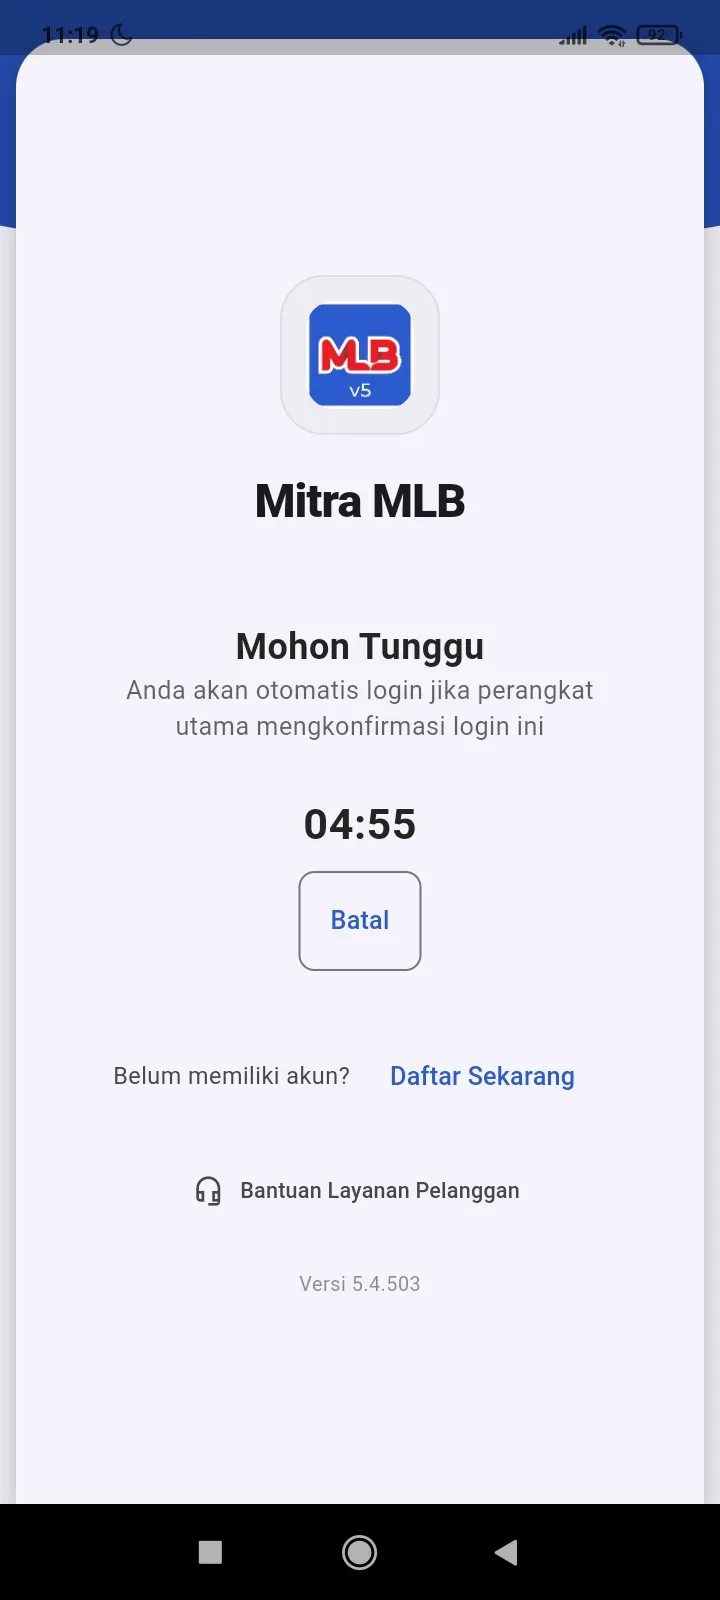 11:19
92
MLB
v5
Mitra MLB
Mohon Tunggu
Anda akan otomatis login jika perangkat
utama mengkonfirmasi login ini
04:55
Batal
Belum memiliki akun? Daftar Sekarang
Bantuan Layanan Pelanggan
Versi 5.4.503